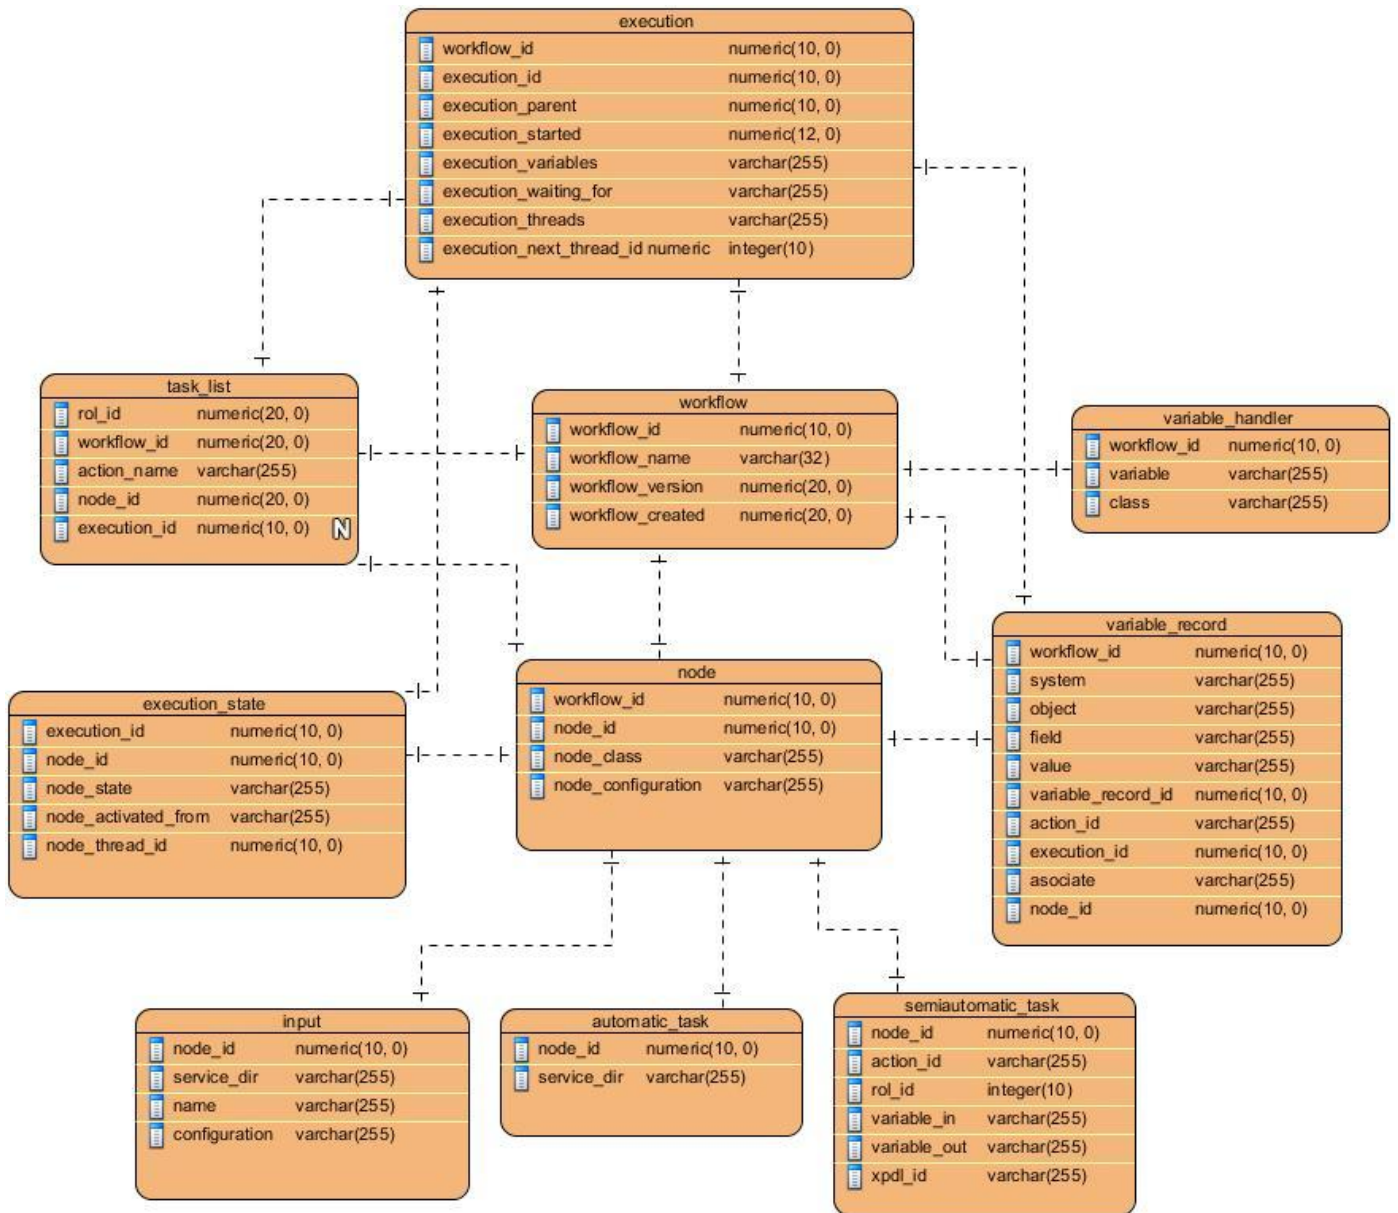 execution
workflow_id numeric(10, 0)
execution_id numeric(10, 0)
execution_parent numeric(10, 0)
execution_started numeric(12, 0)
execution_variables varchar(255)
execution_waiting_for varchar(255)
execution_threads varchar(255)
execution_next_thread_id numeric integer(10)
task_list
rol_id numeric(20, 0)
workflow_id numeric(20, 0)
action_name varchar(255)
node_id numeric(20, 0)
execution_id numeric(10, 0) N
workflow
workflow_id numeric(10, 0)
workflow_name varchar(32)
workflow_version numeric(20, 0)
workflow_created numeric(20, 0)
variable_handler
workflow_id numeric(10, 0)
variable varchar(255)
class varchar(255)
execution_state
execution_id numeric(10, 0)
node_id numeric(10, 0)
node_state varchar(255)
node_activated_from varchar(255)
node_thread_id numeric(10, 0)
node
workflow_id numeric(10, 0)
node_id numeric(10, 0)
node_class varchar(255)
node_configuration varchar(255)
variable_record
workflow_id numeric(10, 0)
system varchar(255)
object varchar(255)
field varchar(255)
value varchar(255)
variable_record_id numeric(10, 0)
action_id varchar(255)
execution_id numeric(10, 0)
asociate varchar(255)
node_id numeric(10, 0)
input
node_id numeric(10, 0)
service_dir varchar(255)
name varchar(255)
configuration varchar(255)
automatic_task
node_id numeric(10, 0)
service_dir varchar(255)
semiautomatic_task
node_id numeric(10, 0)
action_id varchar(255)
rol_id integer(10)
variable_in varchar(255)
variable_out varchar(255)
xpdl_id varchar(255)